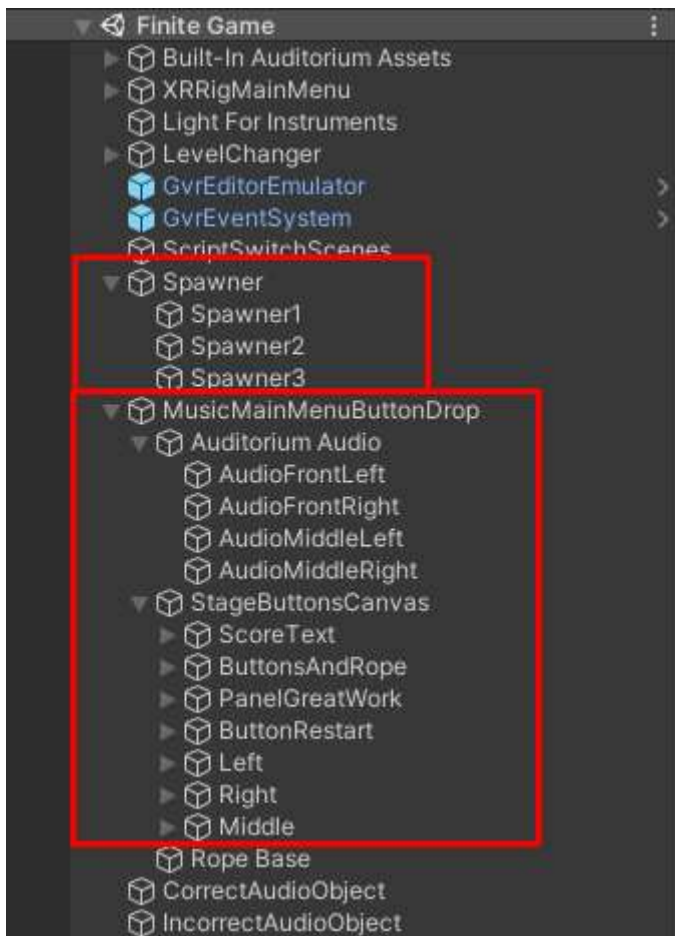 Finite Game
Built-In Auditorium Assets
XRRigMainMenu
Light For Instruments
LevelChanger
GvrEditorEmulator
GvrEventSystem
ScriptSwitchScenes
Spawner
Spawner1
Spawner2
Spawner3
MusicMainMenuButtonDrop
Auditorium Audio
AudioFrontLeft
AudioFrontRight
AudioMiddleLeft
AudioMiddleRight
StageButtonsCanvas
ScoreText
ButtonsAndRope
PanelGreatWork
ButtonRestart
Left
Right
Middle
Rope Base
CorrectAudioObject
IncorrectAudioObject